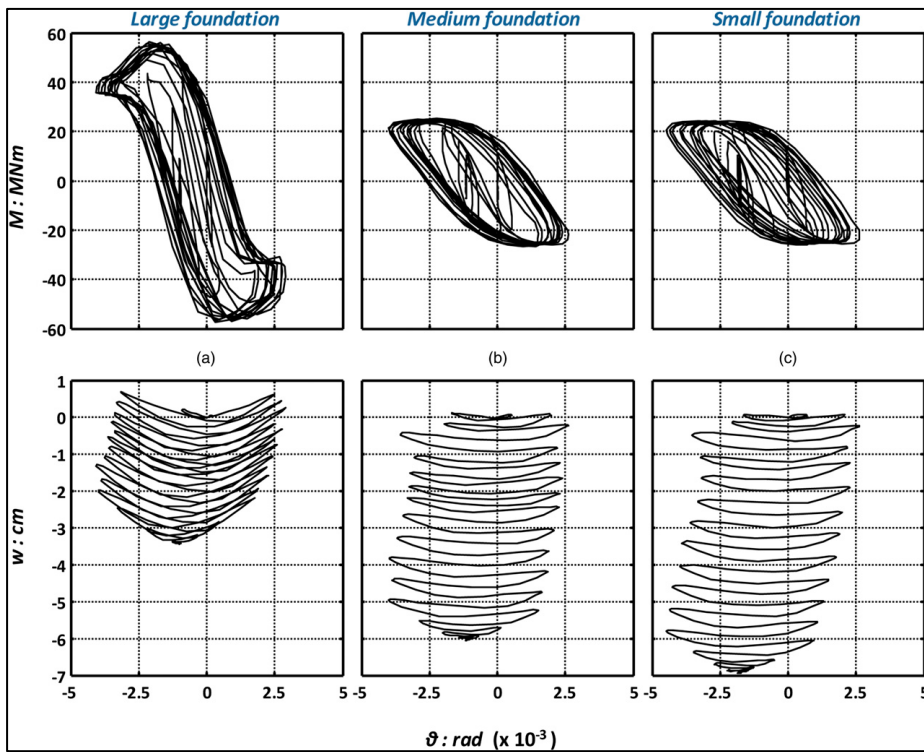 Large foundation Medium foundation Small foundation
60
40
20
0
-20
-40
-60
M : MNm
(a) (b) (c)
1
0
-1
-2
-3
-4
-5
-6
-7
w : cm
-5 -2.5 0 2.5 5 -5 -2.5 0 2.5 5 -5 -2.5 0 2.5 5
ϑ : rad (x 10⁻³)